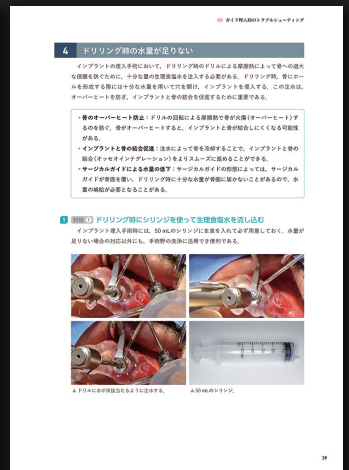 09 ガイド埋入時のトラブルシューティング
4 ドリリング時の水量が足りない
インプラントの埋入手術において，ドリリング時のドリルによる摩擦熱によって骨への過大
な侵襲を防ぐために，十分な量の生理食塩水を注入する必要がある．ドリリング時，骨にホー
ルを形成する際には十分な水量を用いて穴を開け，インプラントを埋入する．この注水は，
オーバーヒートを防ぎ，インプラントと骨の結合を促進するために重要である．
・骨のオーバーヒート防止：ドリルの回転による摩擦熱で骨が火傷（オーバーヒート）す
るのを防ぐ．骨がオーバーヒートすると，インプラントと骨が結合しにくくなる可能性
がある．
・インプラントと骨の結合促進：注水によって骨を冷却することで，インプラントと骨の
結合（オッセオインテグレーション）をよりスムーズに進めることができる．
・サージカルガイドによる水量の低下：サージカルガイドの形態によっては，サージカル
ガイドが骨面を覆い，ドリリング時に十分な水量が骨面に届かないことがあるので，水
量の補給が必要となることがある．
1 対処 1 ドリリング時にシリンジを使って生理食塩水を流し込む
インプラント埋入手術時には，50 mLのシリンジに生食を入れて必ず用意しておく．水量が
足りない場合の対応以外にも，手術野の洗浄に活用でき便利である．
▲ ドリルに水が直接当たるように注水する．
▲ 50 mLのシリンジ．
39